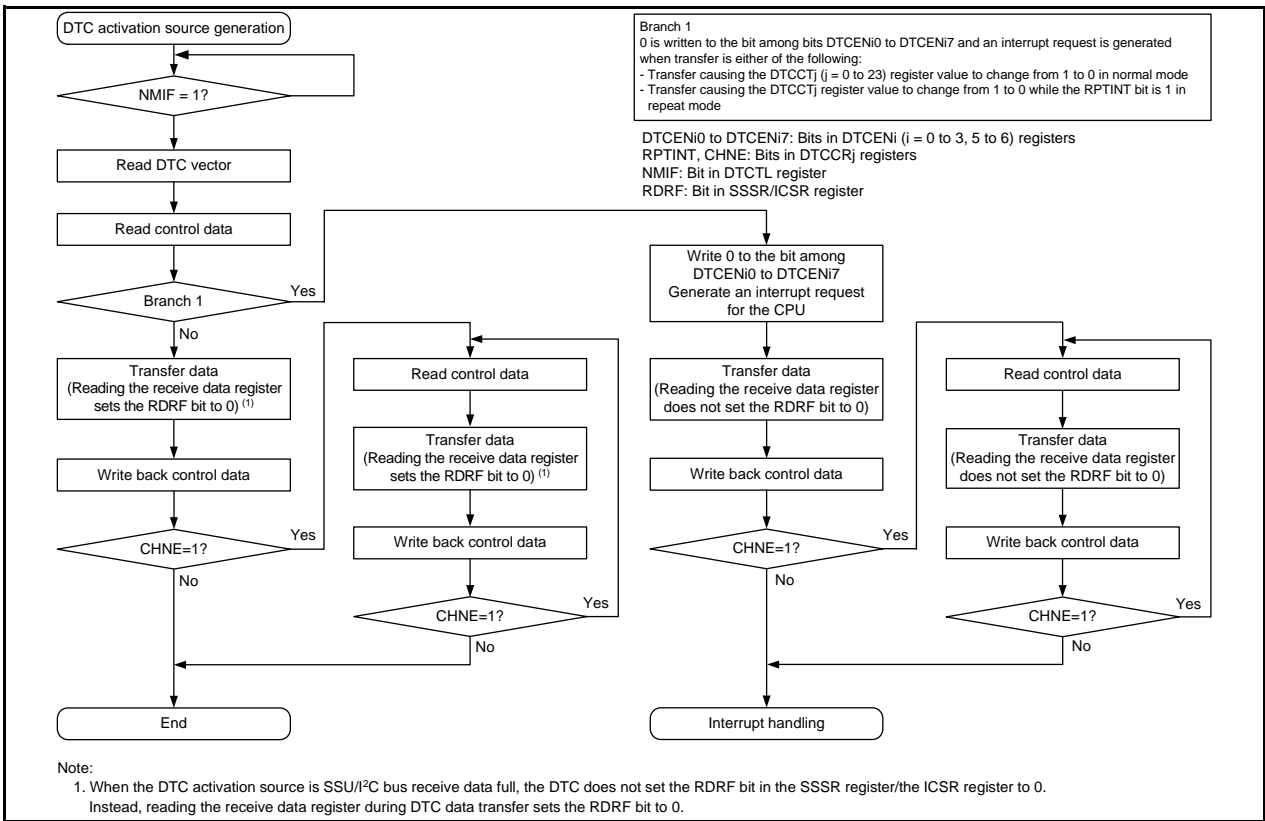 DTC activation source generation
NMIF = 1?
Read DTC vector
Read control data
Branch 1
Yes
No
Transfer data
(Reading the receive data register
sets the RDRF bit to 0) (1)
Write back control data
CHNE=1?
Yes
No
Read control data
Transfer data
(Reading the receive data register
sets the RDRF bit to 0) (1)
Write back control data
CHNE=1?
Yes
No
End
Branch 1
0 is written to the bit among bits DTCENi0 to DTCENi7 and an interrupt request is generated
when transfer is either of the following:
- Transfer causing the DTCCTj (j = 0 to 23) register value to change from 1 to 0 in normal mode
- Transfer causing the DTCCTj register value to change from 1 to 0 while the RPTINT bit is 1 in
repeat mode
DTCENi0 to DTCENi7: Bits in DTCENi (i = 0 to 3, 5 to 6) registers
RPTINT, CHNE: Bits in DTCCRj registers
NMIF: Bit in DTCTL register
RDRF: Bit in SSSR/ICSR register
Write 0 to the bit among
DTCENi0 to DTCENi7
Generate an interrupt request
for the CPU
Transfer data
(Reading the receive data register
does not set the RDRF bit to 0)
Write back control data
CHNE=1?
Yes
No
Read control data
Transfer data
(Reading the receive data register
does not set the RDRF bit to 0)
Write back control data
CHNE=1?
Yes
No
Interrupt handling
Note:
1. When the DTC activation source is SSU/I²C bus receive data full, the DTC does not set the RDRF bit in the SSSR register/the ICSR register to 0.
Instead, reading the receive data register during DTC data transfer sets the RDRF bit to 0.